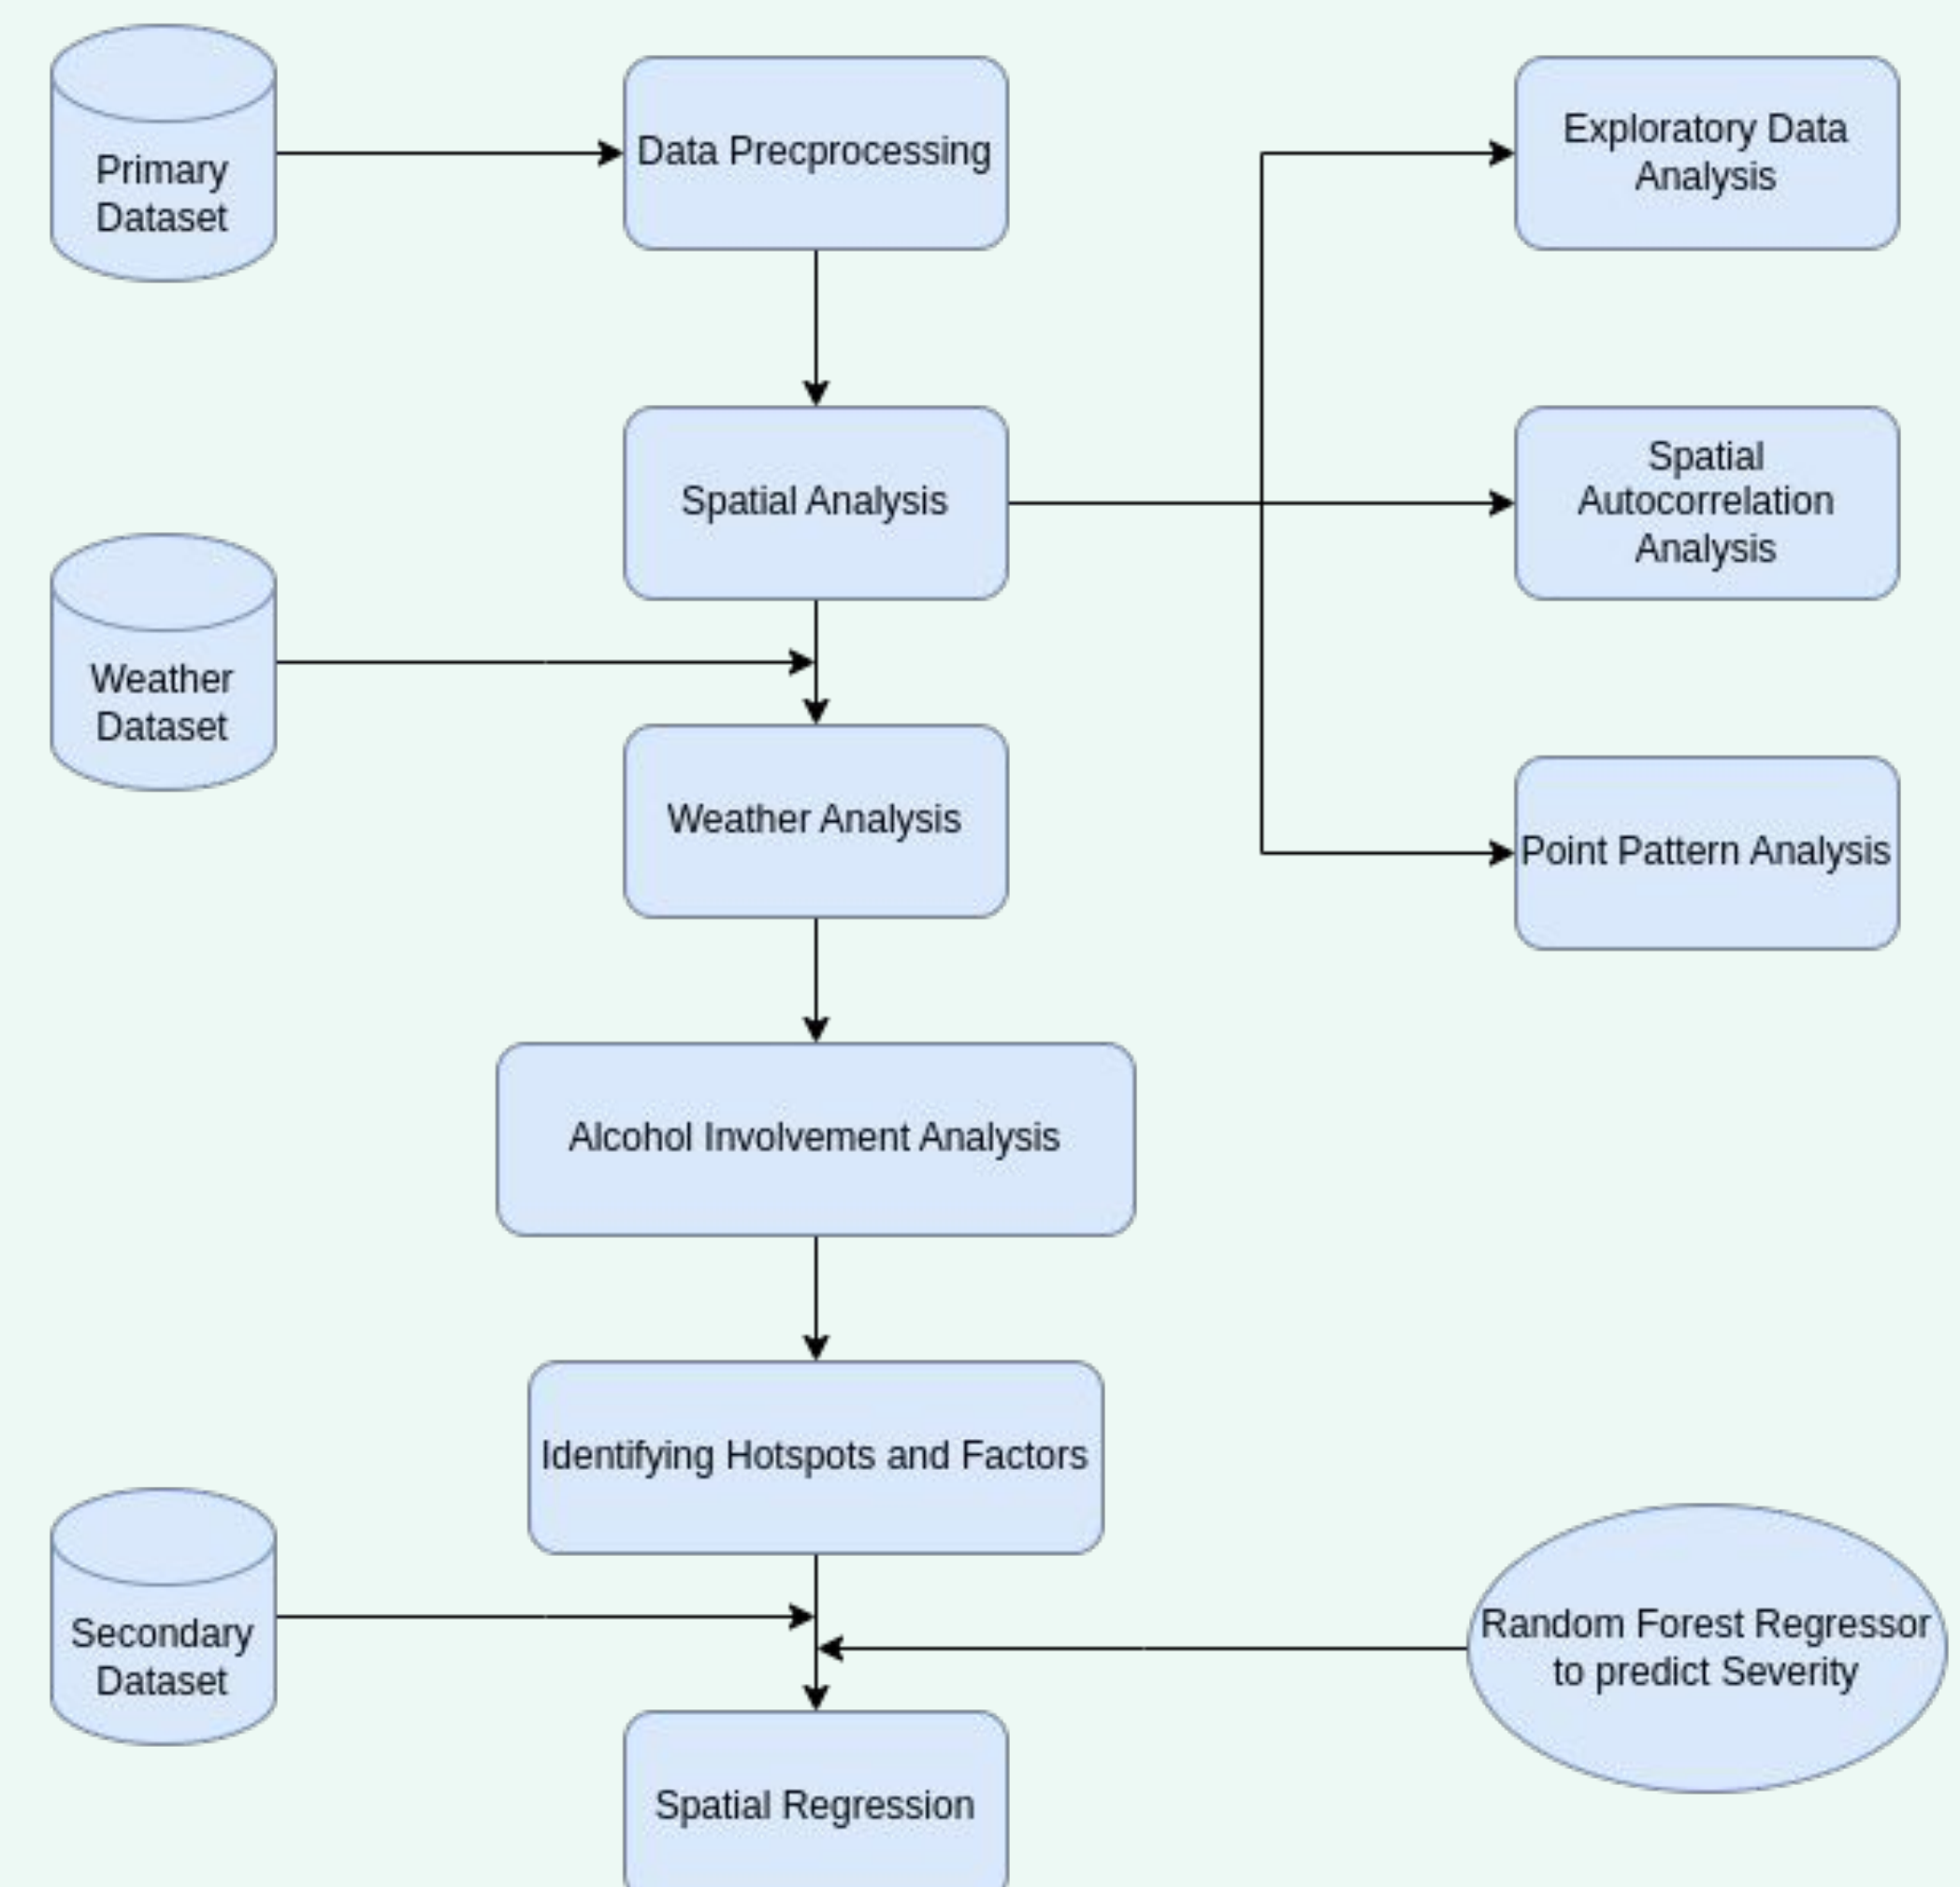 Primary
Dataset
Data Precprocessing
Exploratory Data
Analysis
Spatial Analysis
Spatial
Autocorrelation
Analysis
Weather
Dataset
Weather Analysis
Point Pattern Analysis
Alcohol Involvement Analysis
Identifying Hotspots and Factors
Secondary
Dataset
Random Forest Regressor
to predict Severity
Spatial Regression